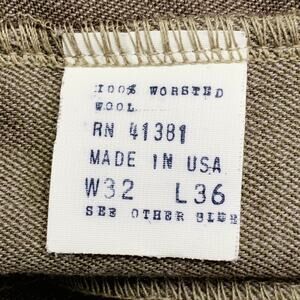 100% WORSTED
WOOL
RN 41381
MADE IN USA
W32 L36
SEE OTHER SIDE